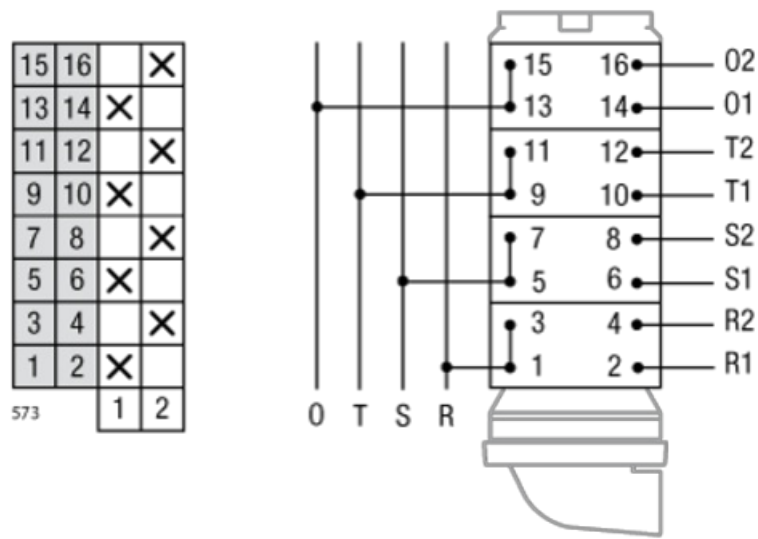 15 16 X
13 14 X
11 12 X
9 10 X
7 8 X
5 6 X
3 4 X
1 2 X
573 1 2
O T S R
15 16 O2
13 14 O1
11 12 T2
9 10 T1
7 8 S2
5 6 S1
3 4 R2
1 2 R1